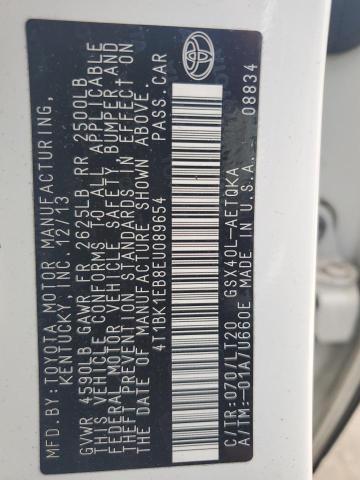 MFD.BY:TOYOTA MOTOR MANUFACTURING,
KENTUCKY, INC. 12/13
GVWR 4590LB GAWR FR 2625LB RR 2500LB
THIS VEHICLE CONFORMS TO ALL APPLICABLE
FEDERAL MOTOR VEHICLE SAFETY, BUMPER, AND
THEFT PREVENTION STANDARDS IN EFFECT ON
THE DATE OF MANUFACTURE SHOWN ABOVE.
4T1BK1EB8EU089654 PASS.CAR
C/TR:070/LT20 GSX40L-AETQKA
A/TM:-01A/U660E MADE IN U.S.A.
08834